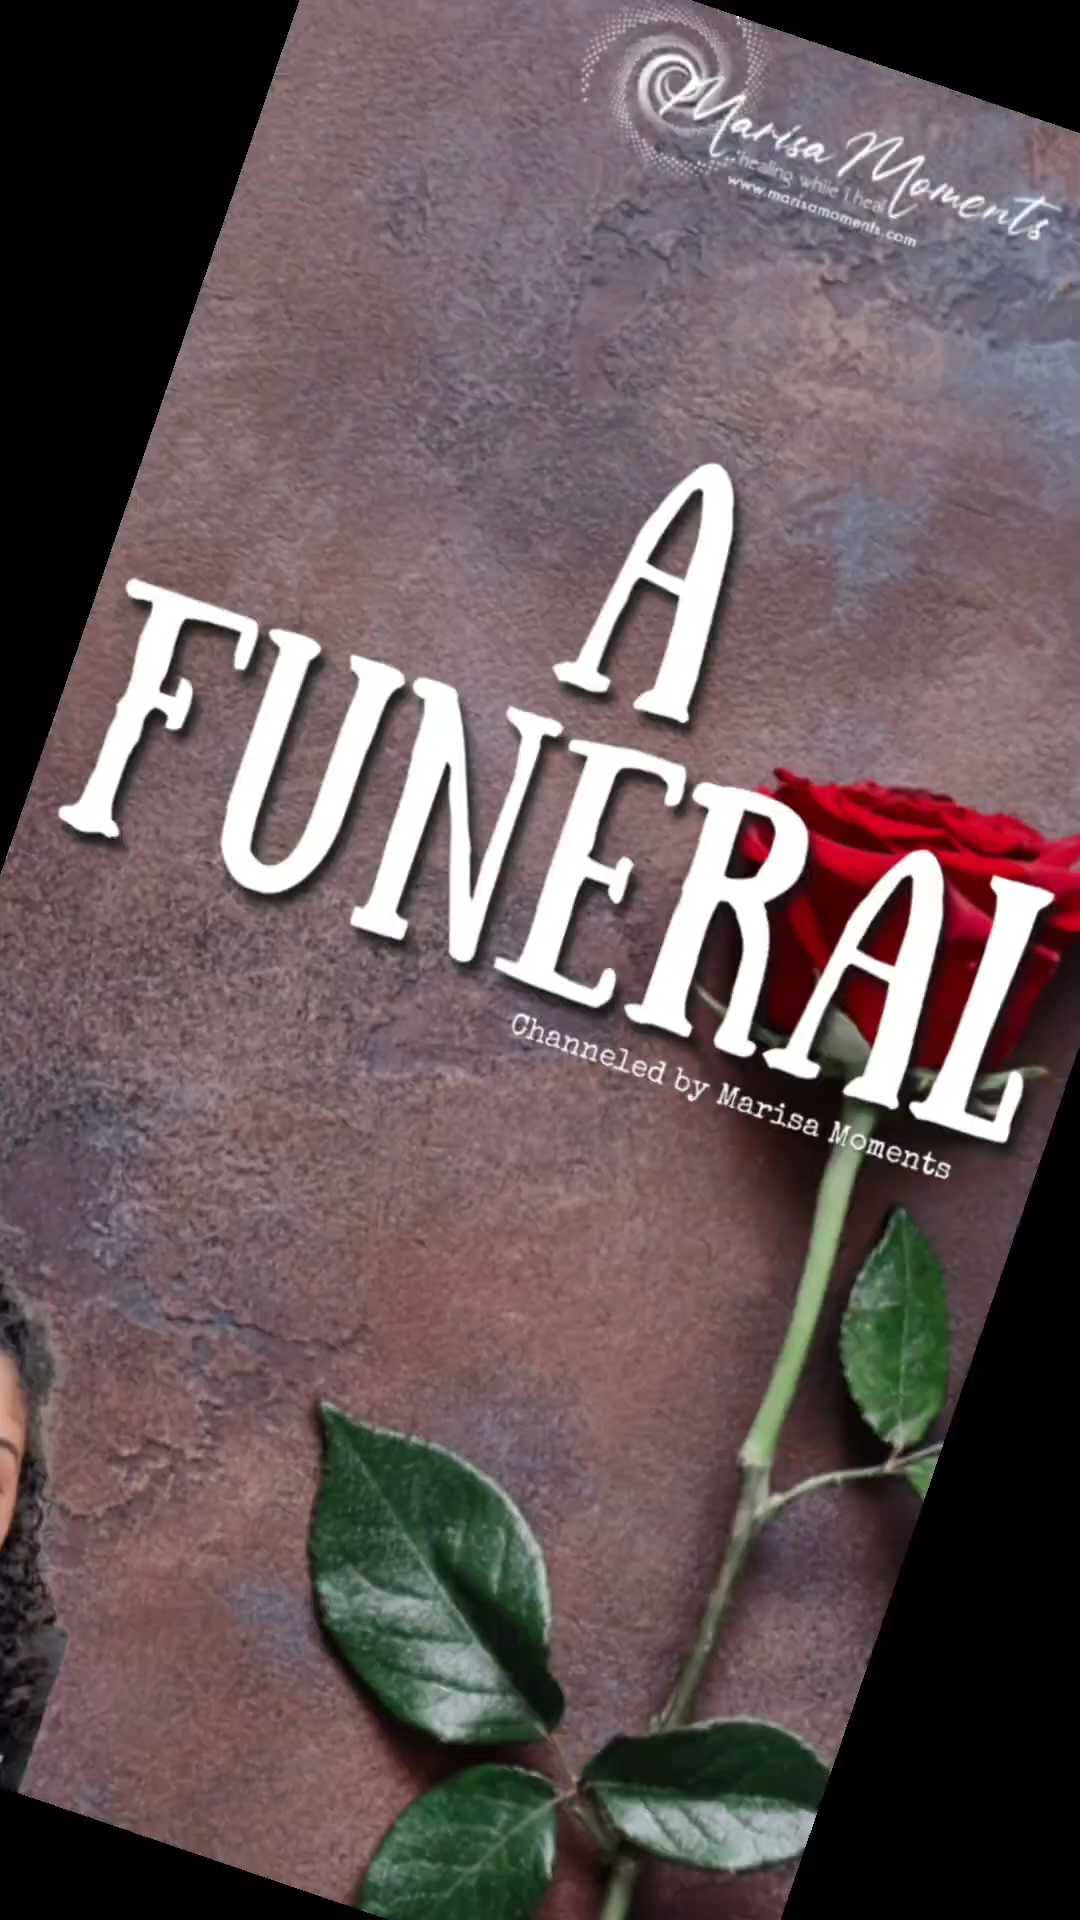 Marisa Moments
"healing while I heal"
www.marisamoments.com
A
FUNERAL
Channeled by Marisa Moments